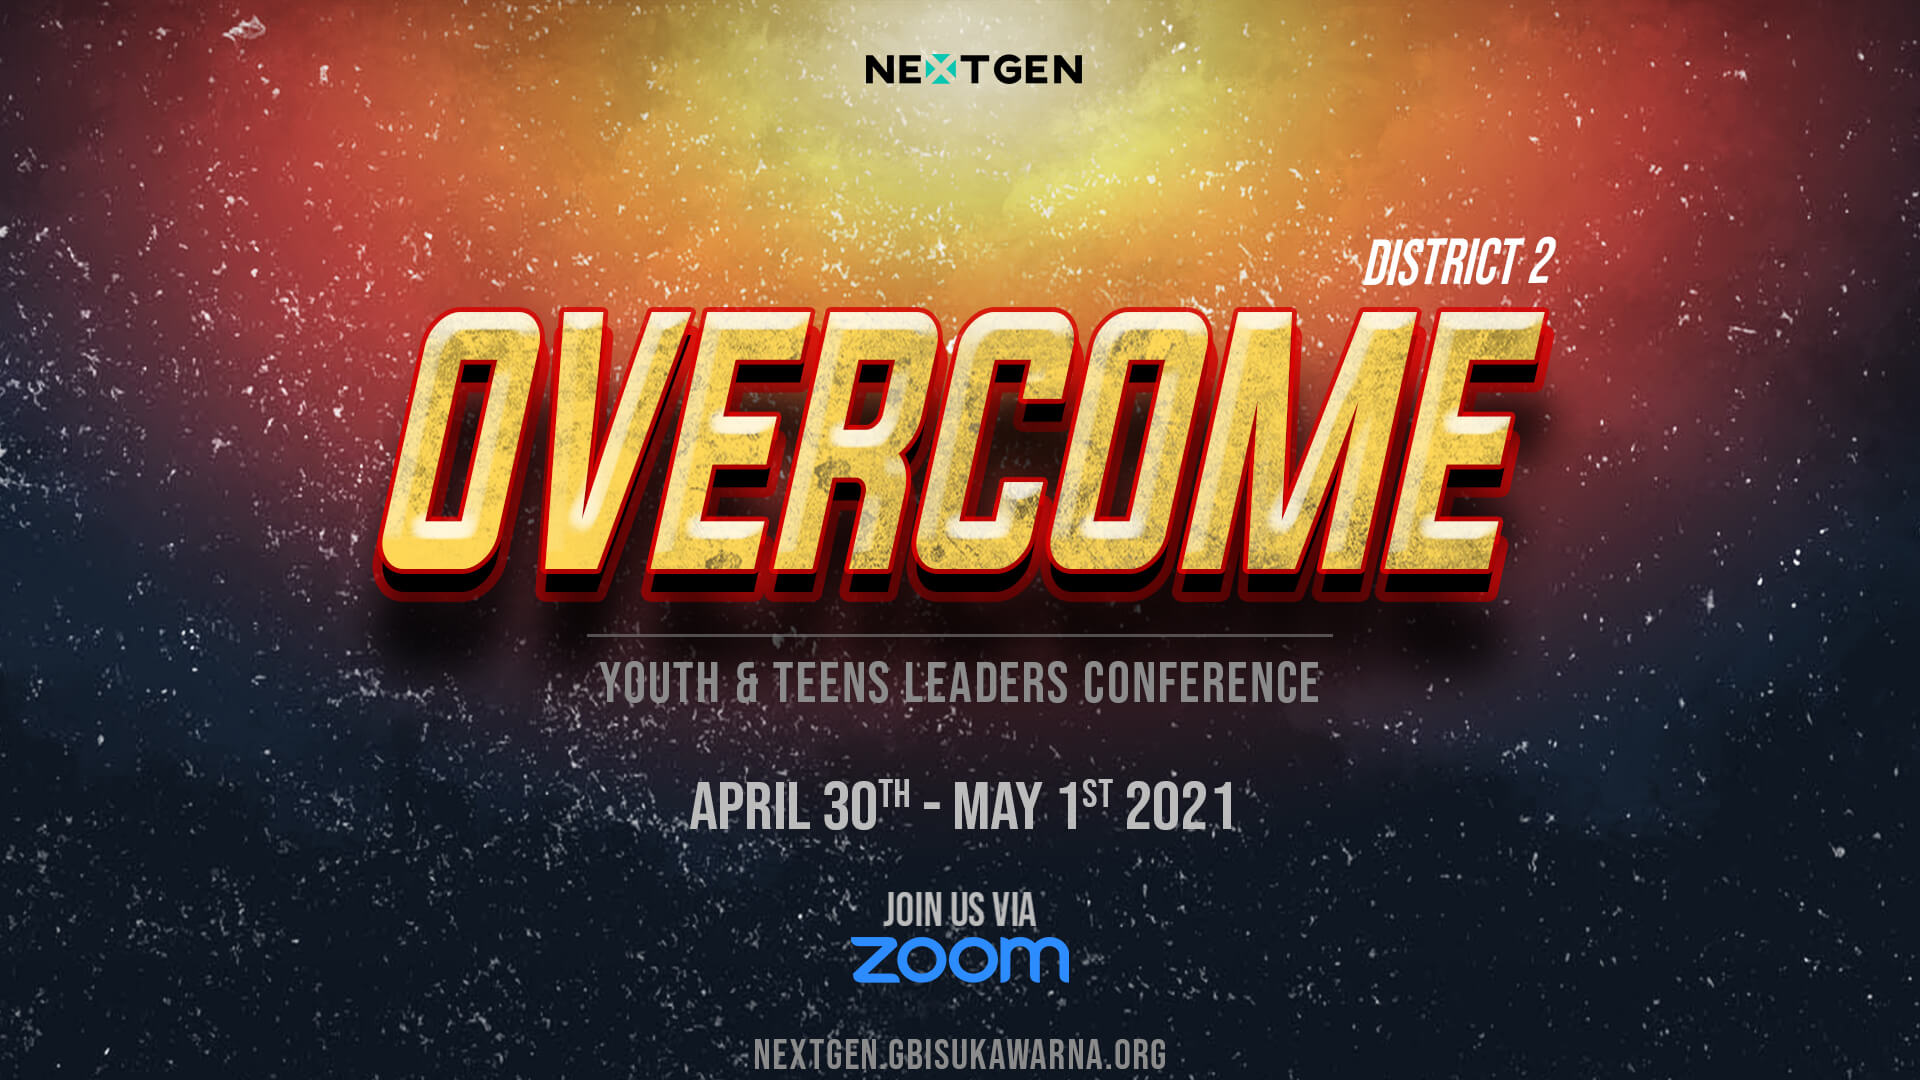 NEXTGEN
DISTRICT 2
OVERCOME
YOUTH & TEENS LEADERS CONFERENCE
APRIL 30TH - MAY 1ST 2021
JOIN US VIA
zoom
NEXTGEN.GBISUKAWARNA.ORG